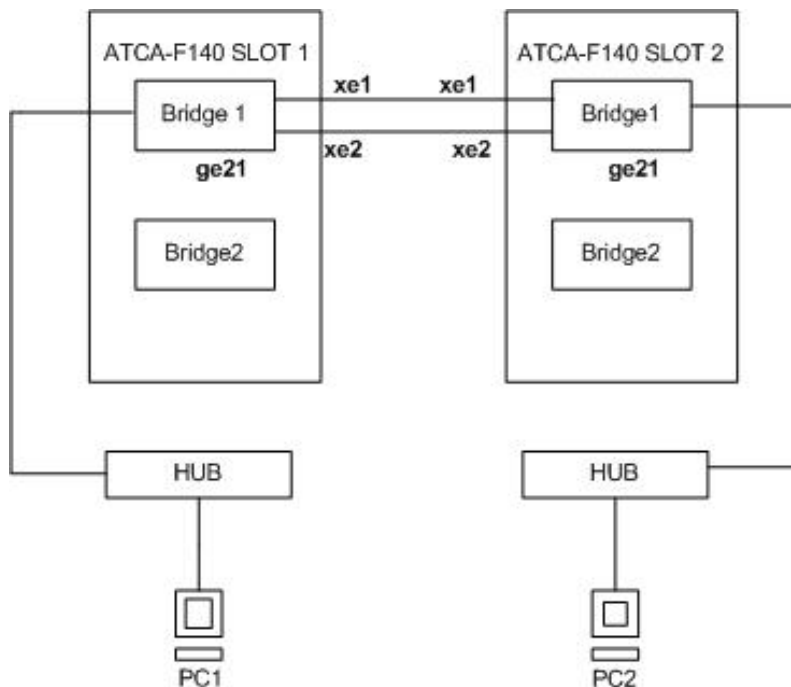 ATCA-F140 SLOT 1
ATCA-F140 SLOT 2
xe1
xe1
Bridge 1
Bridge1
xe2
xe2
ge21
ge21
Bridge2
Bridge2
HUB
HUB
PC1
PC2